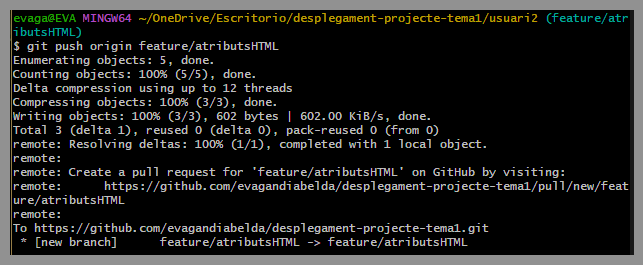 evaga@EVA MINGW64 ~/OneDrive/Escritorio/desplegament-projecte-tema1/usuari2 (feature/atr
ibutsHTML)
$ git push origin feature/atributsHTML
Enumerating objects: 5, done.
Counting objects: 100% (5/5), done.
Delta compression using up to 12 threads
Compressing objects: 100% (3/3), done.
Writing objects: 100% (3/3), 602 bytes | 602.00 KiB/s, done.
Total 3 (delta 1), reused 0 (delta 0), pack-reused 0 (from 0)
remote: Resolving deltas: 100% (1/1), completed with 1 local object.
remote:
remote: Create a pull request for 'feature/atributsHTML' on GitHub by visiting:
remote:      https://github.com/evagandiabelda/desplegament-projecte-tema1/pull/new/feat
ure/atributsHTML
remote:
To https://github.com/evagandiabelda/desplegament-projecte-tema1.git
 * [new branch]      feature/atributsHTML -> feature/atributsHTML